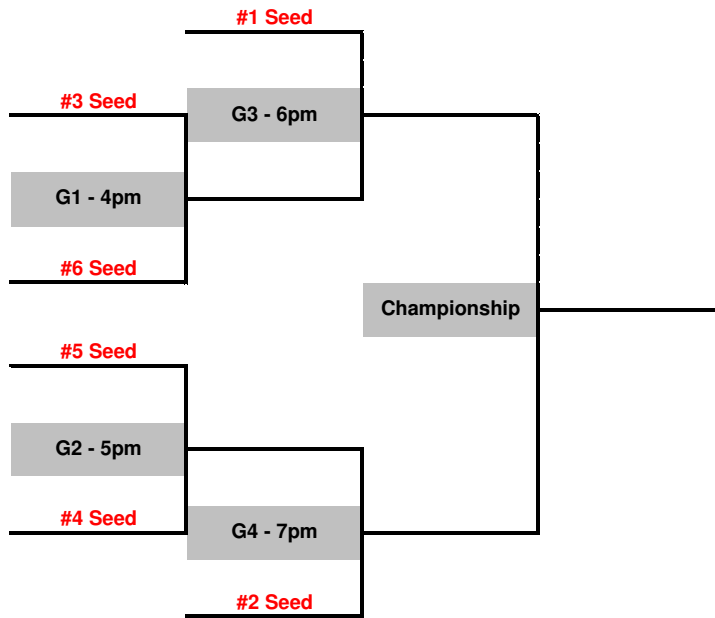 #1 Seed
#3 Seed
G3 - 6pm
G1 - 4pm
#6 Seed
Championship
#5 Seed
G2 - 5pm
#4 Seed
G4 - 7pm
#2 Seed